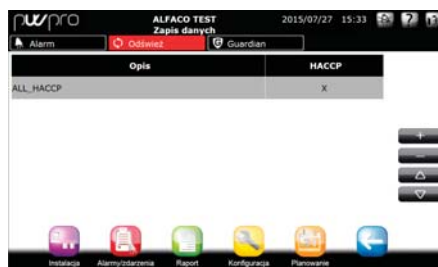 pwpro
ALFACO TEST
Zapis danych
2015/07/27 15:33
?
Alarm
Odśwież
Guardian
Opis
HACCP
ALL_HACCP
X
+
−
Instalacja
Alarmy/zdarzenia
Raport
Konfiguracja
Planowanie